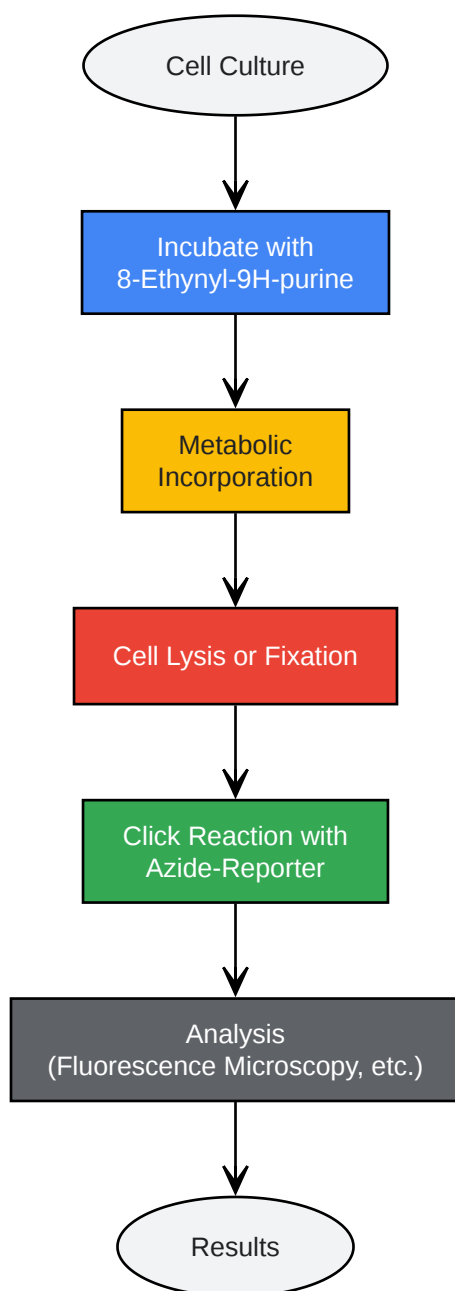 Cell Culture
Incubate with
8-Ethynyl-9H-purine
Metabolic
Incorporation
Cell Lysis or Fixation
Click Reaction with
Azide-Reporter
Analysis
(Fluorescence Microscopy, etc.)
Results